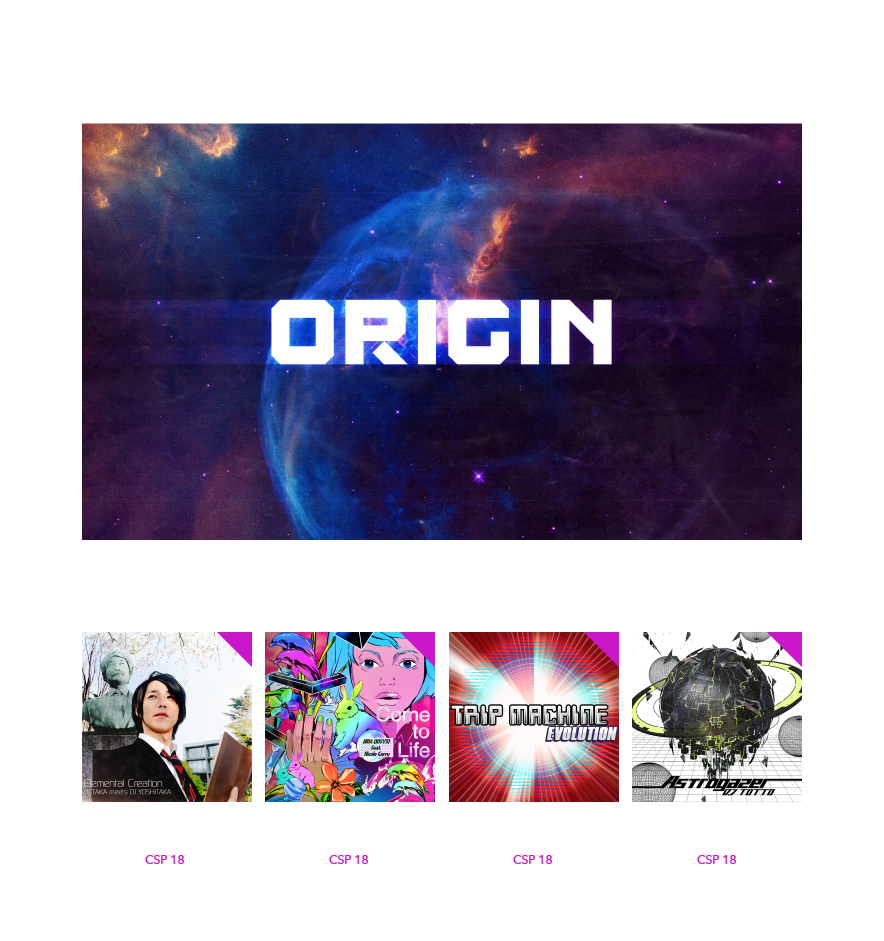 ORIGIN
Elemental Creation
dj TAKA meets DJ YOSHITAKA
Come
to
Life
feat.
Nicole Curry
TRIP MACHINE
EVOLUTION
Astrogazer
DJ TOTTO
CSP 18
CSP 18
CSP 18
CSP 18